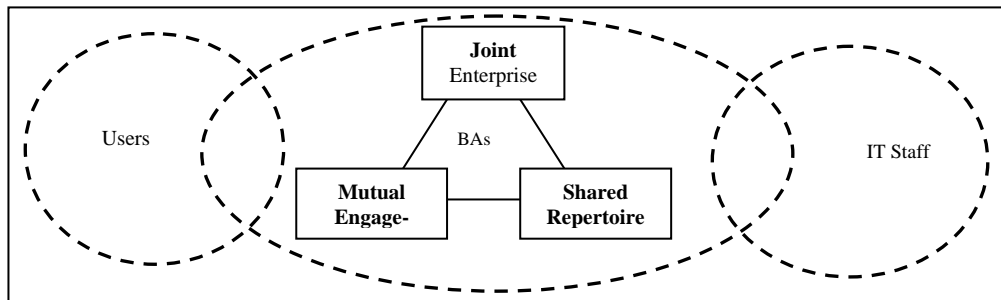 Joint
Enterprise
Users
BAs
IT Staff
Mutual
Engage-
Shared
Repertoire